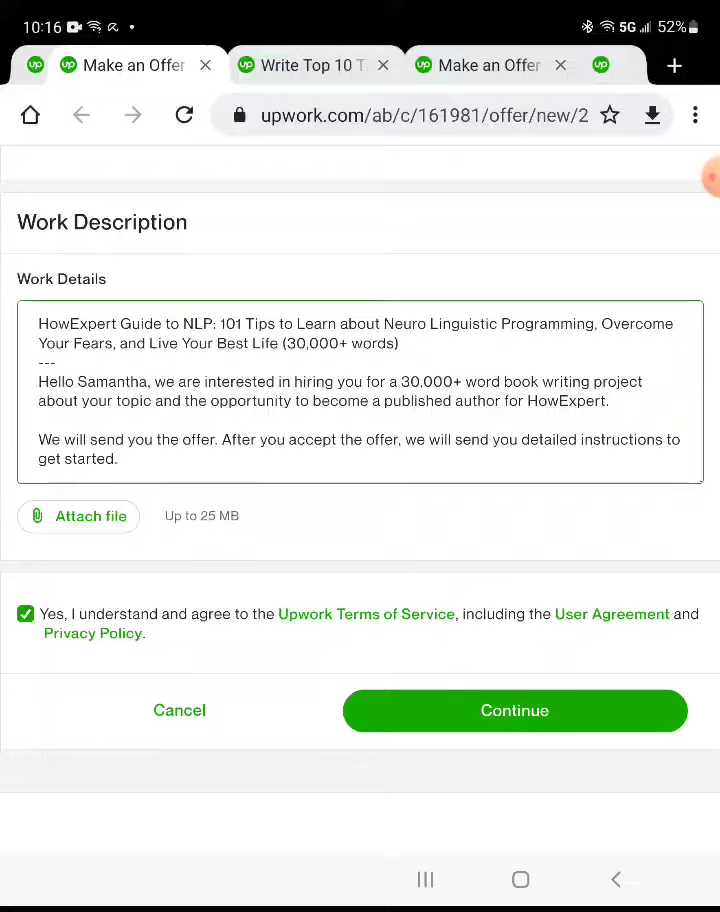 10:16 5G 52%
up up Make an Offer up Write Top 10 T up Make an Offer up
upwork.com/ab/c/161981/offer/new/2
Work Description
Work Details
HowExpert Guide to NLP: 101 Tips to Learn about Neuro Linguistic Programming, Overcome
Your Fears, and Live Your Best Life (30,000+ words)
---
Hello Samantha, we are interested in hiring you for a 30,000+ word book writing project
about your topic and the opportunity to become a published author for HowExpert.
We will send you the offer. After you accept the offer, we will send you detailed instructions to
get started.
Attach file Up to 25 MB
Yes, I understand and agree to the Upwork Terms of Service, including the User Agreement and
Privacy Policy.
Cancel Continue